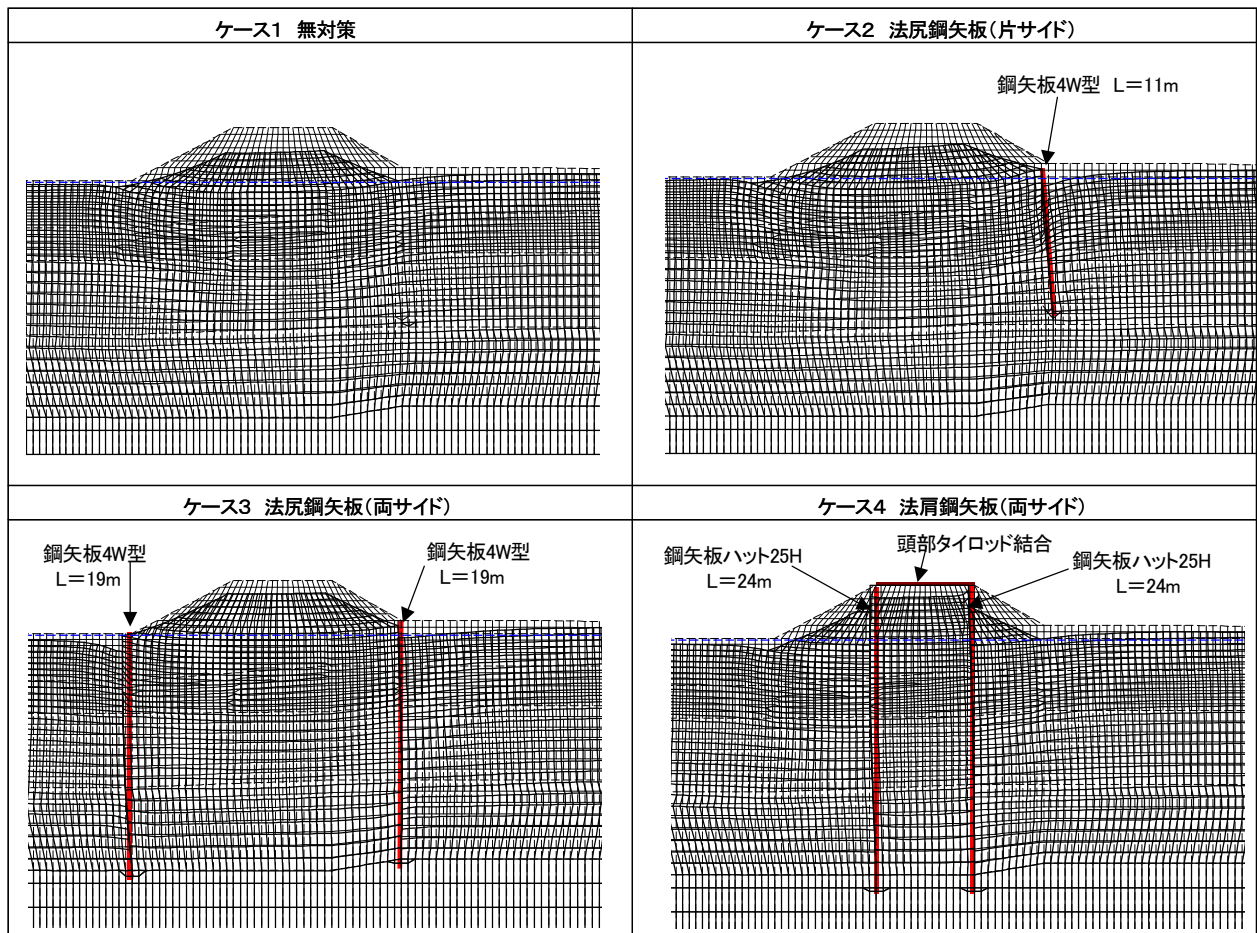 ケース1 無対策
ケース2 法尻鋼矢板(片サイド)
鋼矢板4W型 L=11m
ケース3 法尻鋼矢板(両サイド)
ケース4 法肩鋼矢板(両サイド)
鋼矢板4W型
L=19m
鋼矢板4W型
L=19m
鋼矢板ハット25H
L=24m
頭部タイロッド結合
鋼矢板ハット25H
L=24m